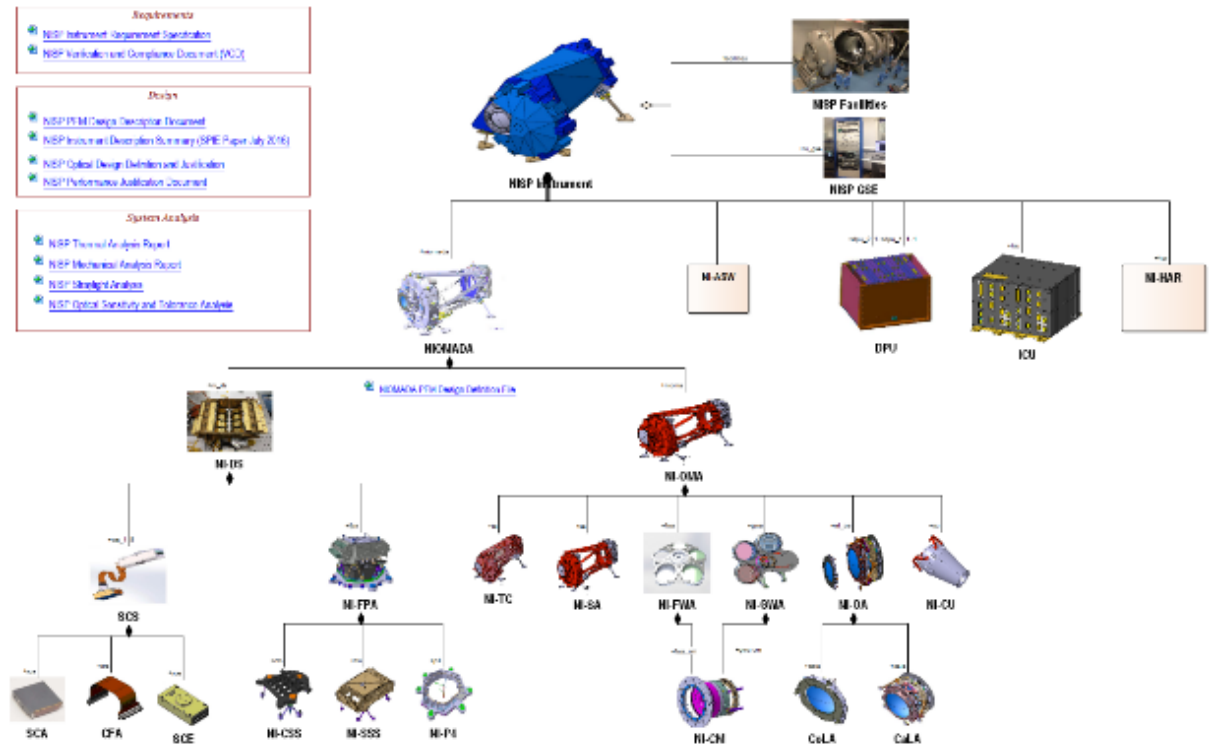 Requirements
NISP Instrument Requirement Specification
NISP Verification and Compliance Document (VCD)
Design
NISP PFM Design Description Document
NISP Instrument Description Summary (SPIE Paper July 2016)
NISP Optical Design Definition and Justification
NISP Performance Justification Document
System Analysis
NISP Thermal Analysis Report
NISP Mechanical Analysis Report
NISP Straylight Analysis
NISP Optical Sensitivity and Tolerance Analysis
NISP Facilities
NISP GSE
NISP Instrument
NIOMADA
NI-ASW
DPU
ICU
NI-HAR
NIOMADA PFM Design Definition File
NI-DS
NI-OMA
SCS
NI-FPA
NI-TC
NI-SA
NI-FWA
NI-GWA
NI-OA
NI-CU
SCA
CFA
SCE
NI-CSS
NI-SSS
NI-P4
NI-CM
CoLA
CaLA